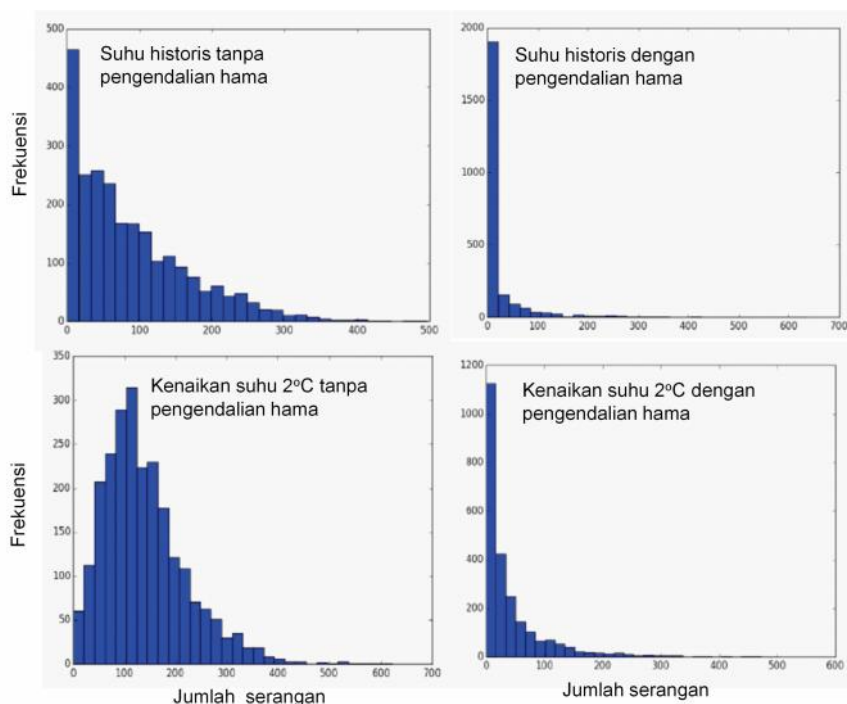 500
400
300
200
100
0
0 100 200 300 400 500
Suhu historis tanpa
pengendalian hama
Frekuensi
2000
1500
1000
500
0
0 100 200 300 400 500 600 700
Suhu historis dengan
pengendalian hama
350
300
250
200
150
100
50
0
0 100 200 300 400 500 600 700
Kenaikan suhu 2°C tanpa
pengendalian hama
Frekuensi
Jumlah serangan
1200
1000
800
600
400
200
0
0 100 200 300 400 500 600
Kenaikan suhu 2°C dengan
pengendalian hama
Jumlah serangan